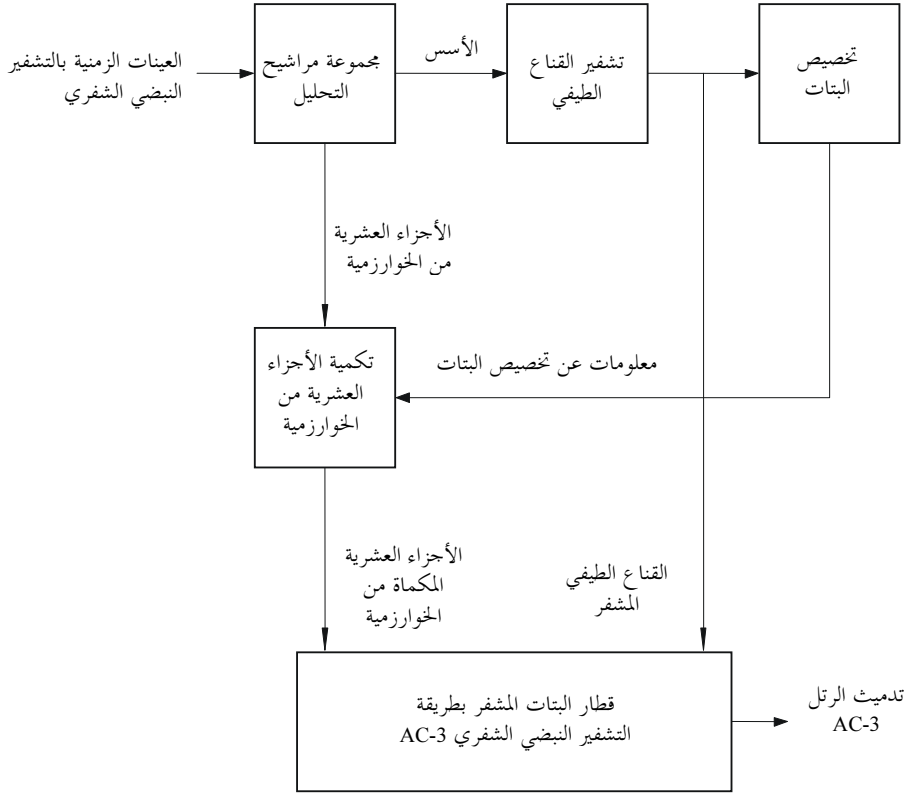 العينات الزمنية بالتشفير
النبضي الشفري
مجموعة مراشيح
التحليل
الأسس
تشفير القناع
الطيفي
تخصيص
البتات
الأجزاء العشرية
من الخوارزمية
تكمية الأجزاء
العشرية من
الخوارزمية
معلومات عن تخصيص البتات
الأجزاء العشرية
المكماة من
الخوارزمية
القناع الطيفي
المشفر
قطار البتات المشفر بطريقة
التشفير النبضي الشفري AC-3
تدميث الرتل
AC-3